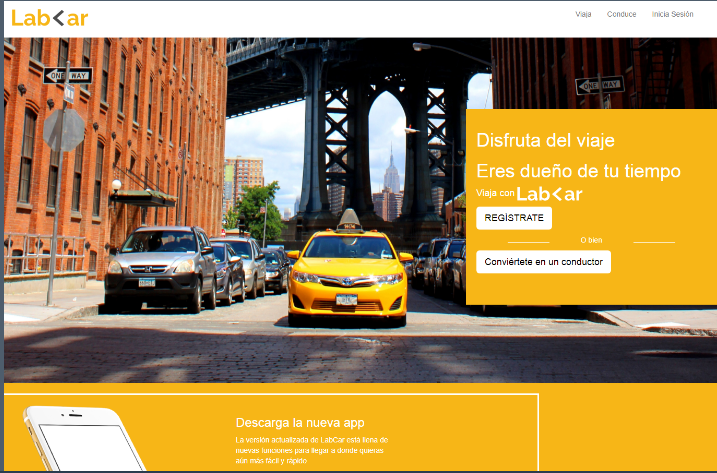 Lab<ar
Viaja Conduce Inicia Sesión
ONE WAY
ONE WAY
Disfruta del viaje
Eres dueño de tu tiempo
Viaja con Lab<ar
REGÍSTRATE
O bien
Conviértete en un conductor
Descarga la nueva app
La versión actualizada de LabCar está llena de
nuevas funciones para llegar a donde quieras
aún mas fácil y rápido